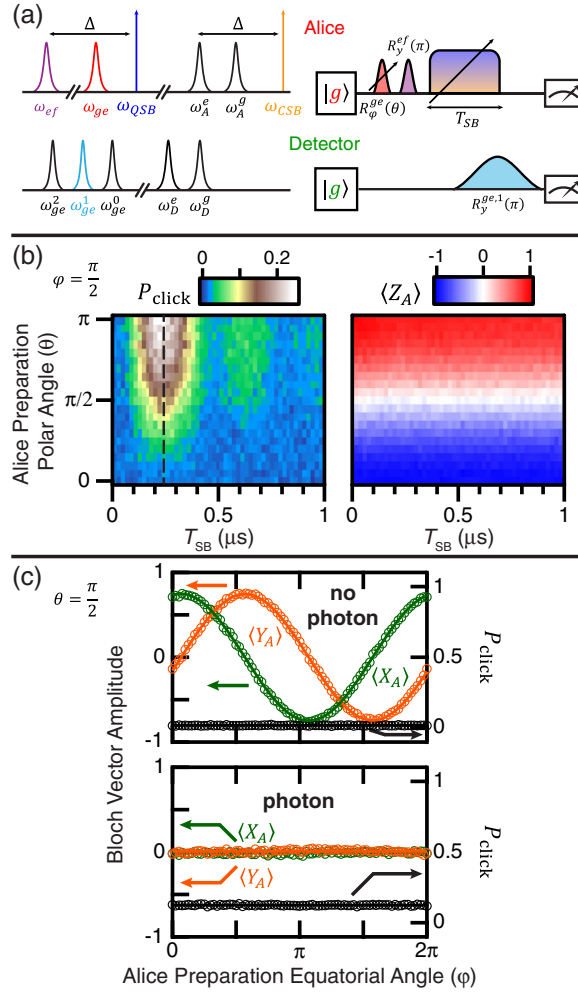 (a)
Δ
Δ
Alice
ω_ef
ω_ge
ω_QSB
ω_A^e
ω_A^g
ω_CSB
|g⟩
R_φ^ge(θ)
R_y^ef(π)
T_SB
Detector
ω_ge^2
ω_ge^1
ω_ge^0
ω_D^e
ω_D^g
|g⟩
R_y^{ge,1}(π)
(b)
φ = π/2
P_click
0
0.2
⟨Z_A⟩
-1
0
1
Alice Preparation
Polar Angle (θ)
π
π/2
0
0
0.5
1
T_SB (μs)
0
0.5
1
T_SB (μs)
(c)
θ = π/2
Bloch Vector Amplitude
1
0
-1
no
photon
⟨Y_A⟩
⟨X_A⟩
1
0.5
0
P_click
1
0
-1
photon
⟨X_A⟩
⟨Y_A⟩
1
0.5
0
P_click
0
π
2π
Alice Preparation Equatorial Angle (φ)